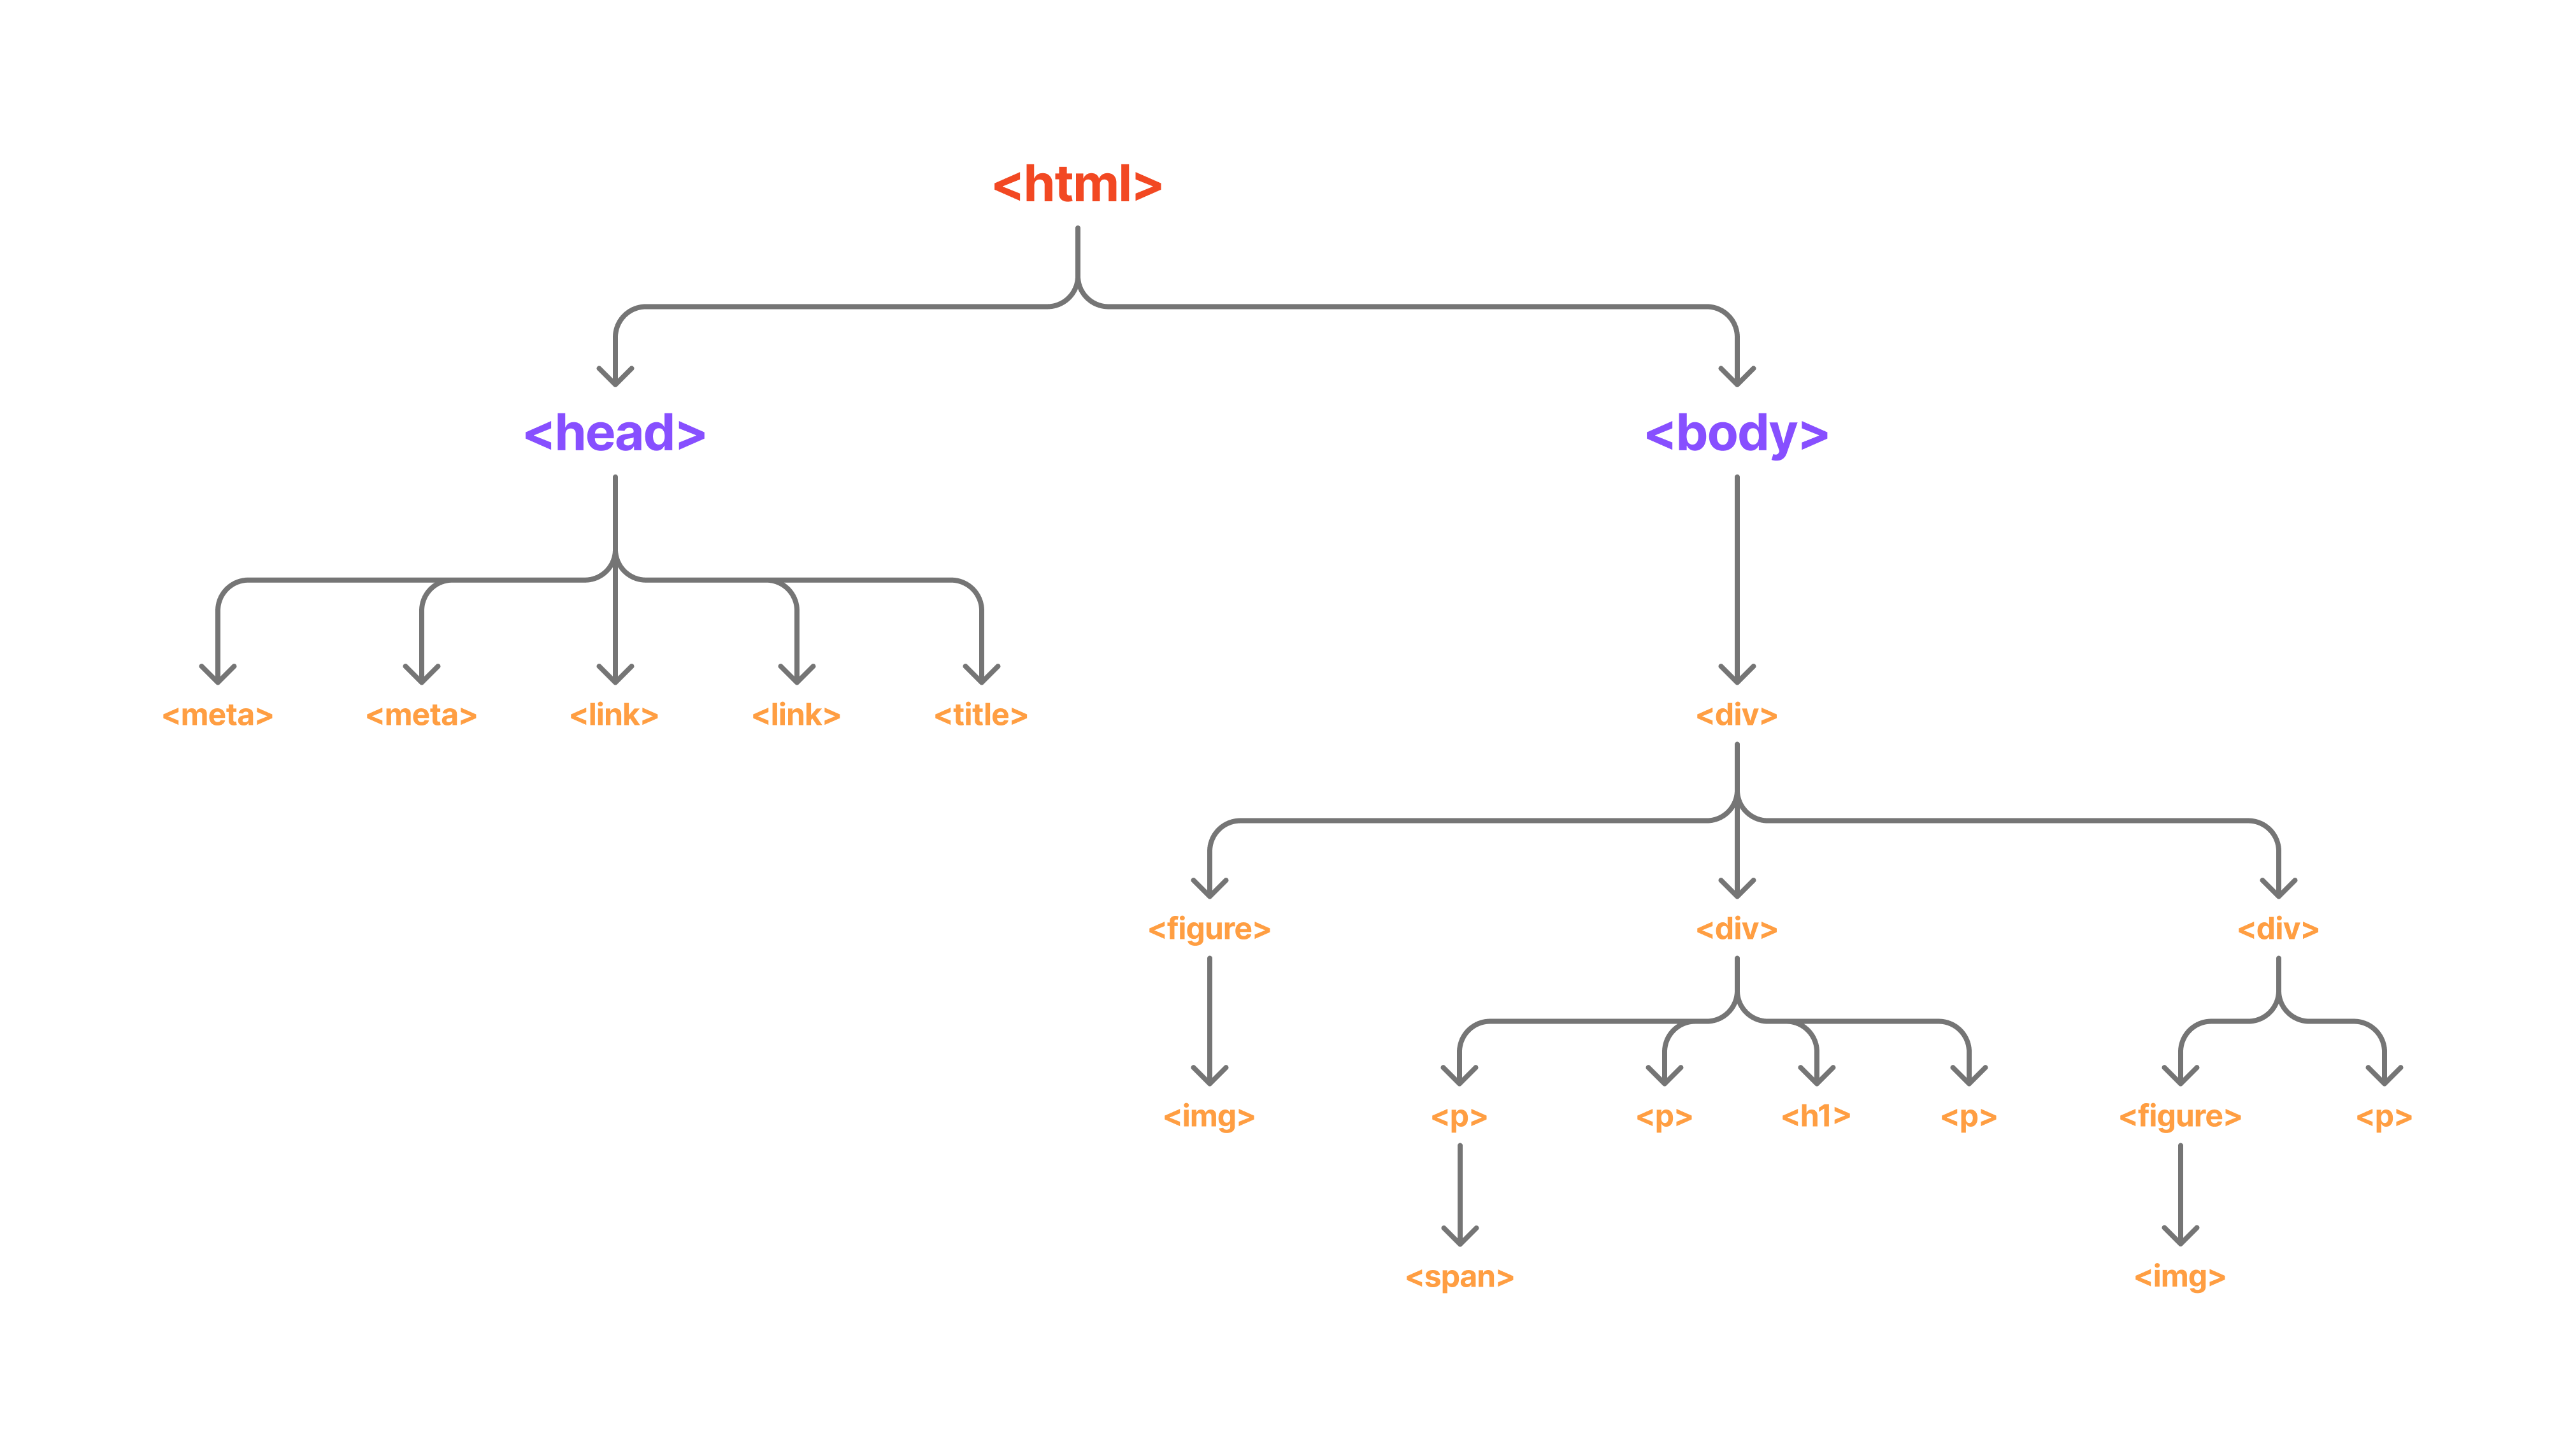 <html>
<head> <body>
<meta> <meta> <link> <link> <title> <div>
<figure> <div> <div>
<img> <p> <p> <h1> <p> <figure> <p>
<span> <img>